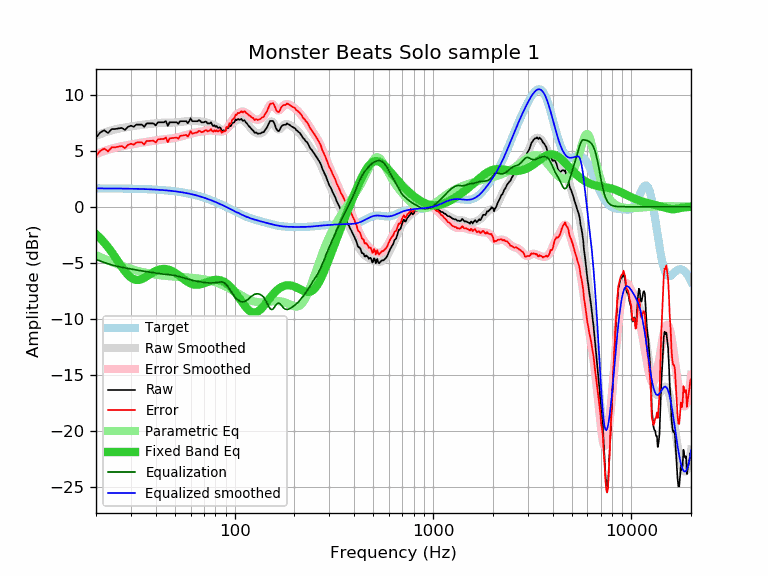 Monster Beats Solo sample 1
10
5
0
−5
−10
−15
−20
−25
Amplitude (dBr)
Target
Raw Smoothed
Error Smoothed
Raw
Error
Parametric Eq
Fixed Band Eq
Equalization
Equalized smoothed
100
1000
10000
Frequency (Hz)